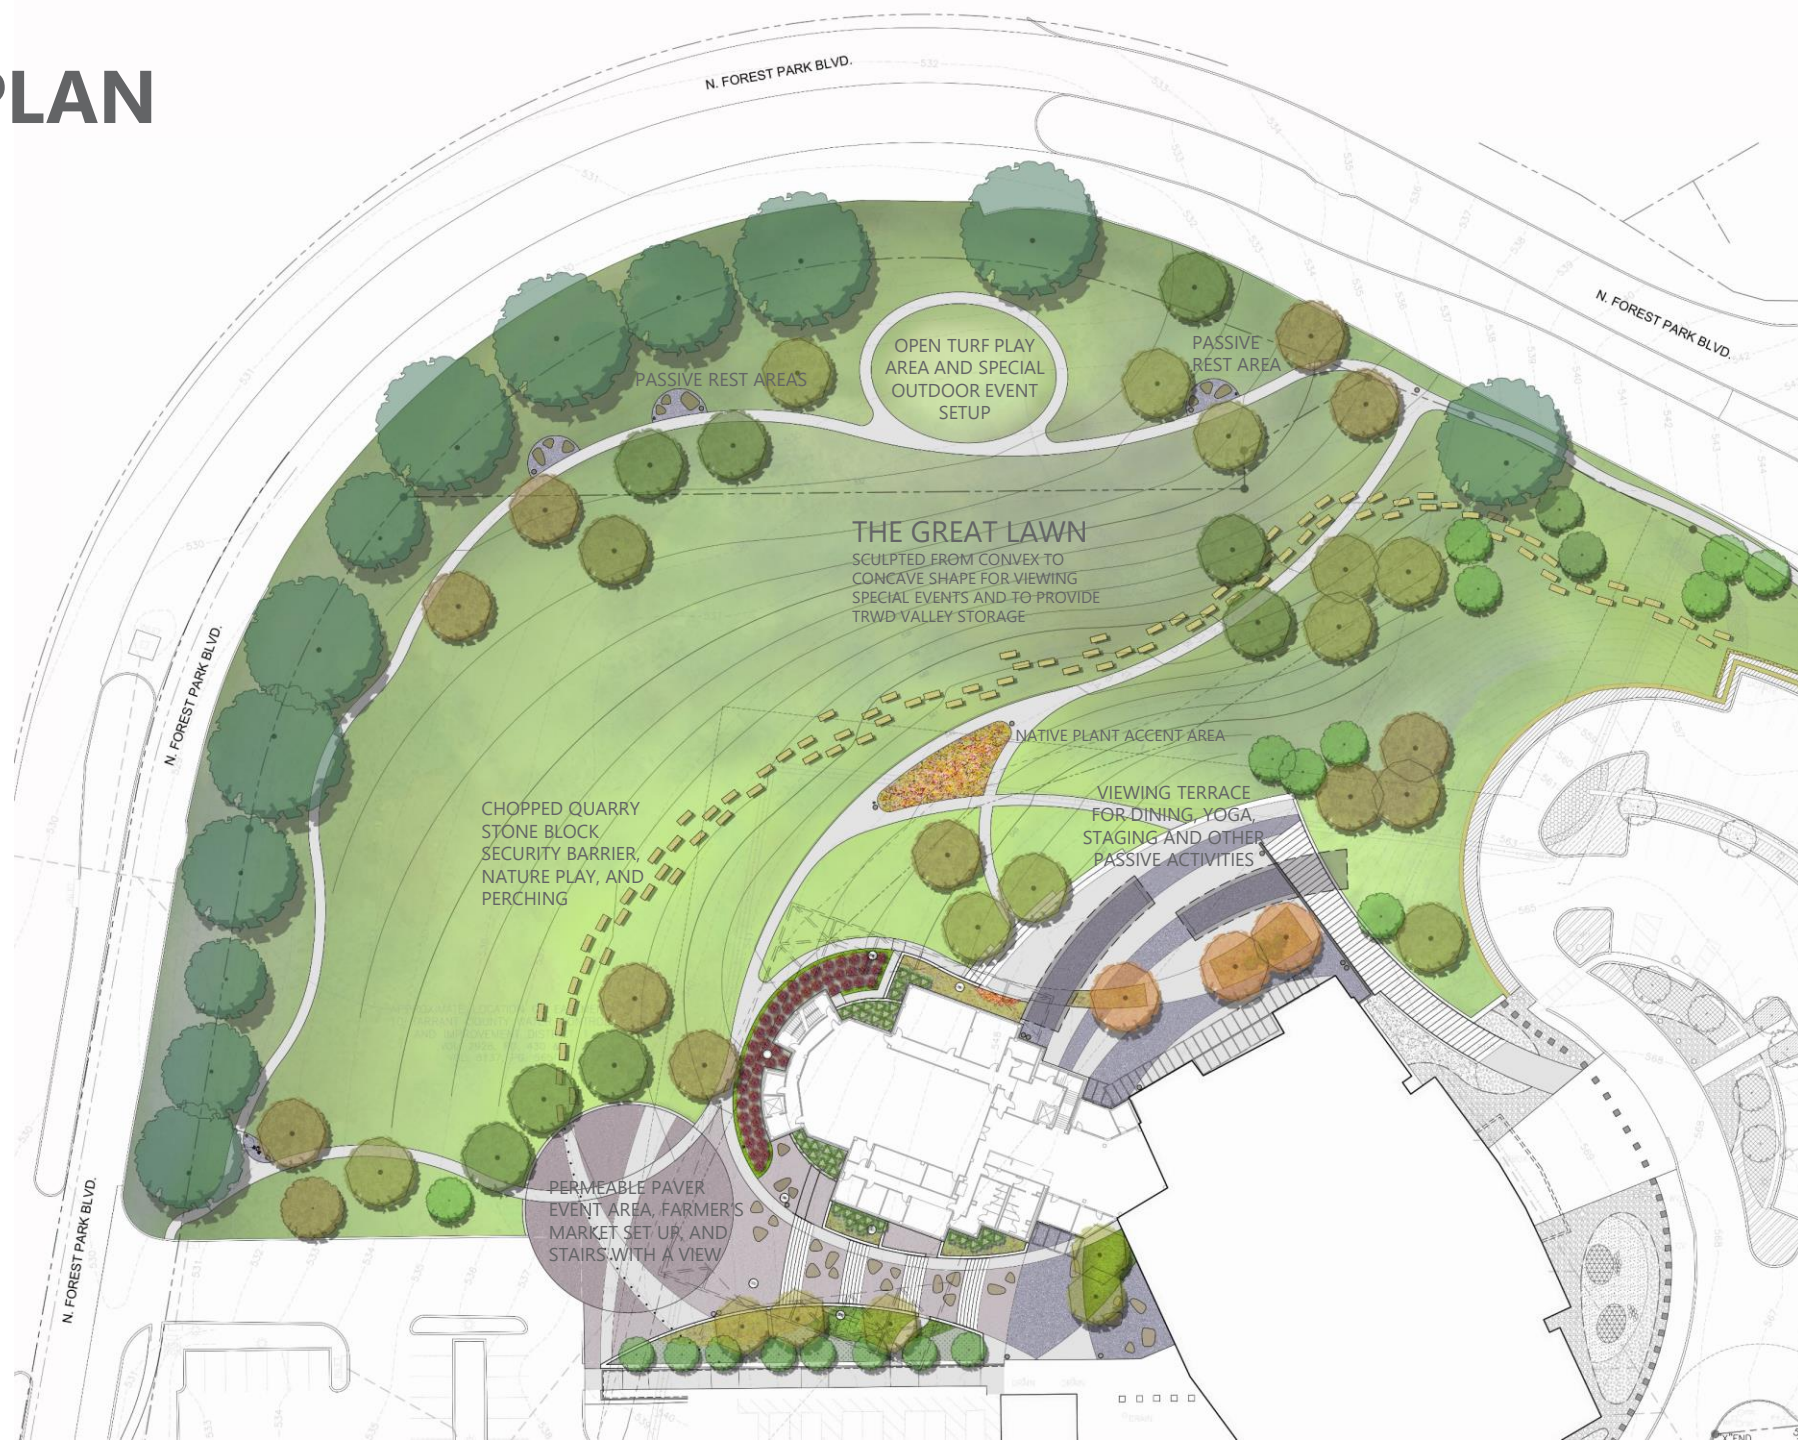 PLAN
N. FOREST PARK BLVD.
N. FOREST PARK BLVD.
OPEN TURF PLAY
AREA AND SPECIAL
OUTDOOR EVENT
SETUP
PASSIVE
REST AREA
PASSIVE REST AREAS
THE GREAT LAWN
SCULPTED FROM CONVEX TO
CONCAVE SHAPE FOR VIEWING
SPECIAL EVENTS AND TO PROVIDE
TRWD VALLEY STORAGE
N. FOREST PARK BLVD.
NATIVE PLANT ACCENT AREA
CHOPPED QUARRY
STONE BLOCK
SECURITY BARRIER,
NATURE PLAY, AND
PERCHING
VIEWING TERRACE
FOR DINING, YOGA,
STAGING AND OTHER
PASSIVE ACTIVITIES
PERMEABLE PAVER
EVENT AREA, FARMER'S
MARKET SET UP, AND
STAIRS WITH A VIEW
N. FOREST PARK BLVD.